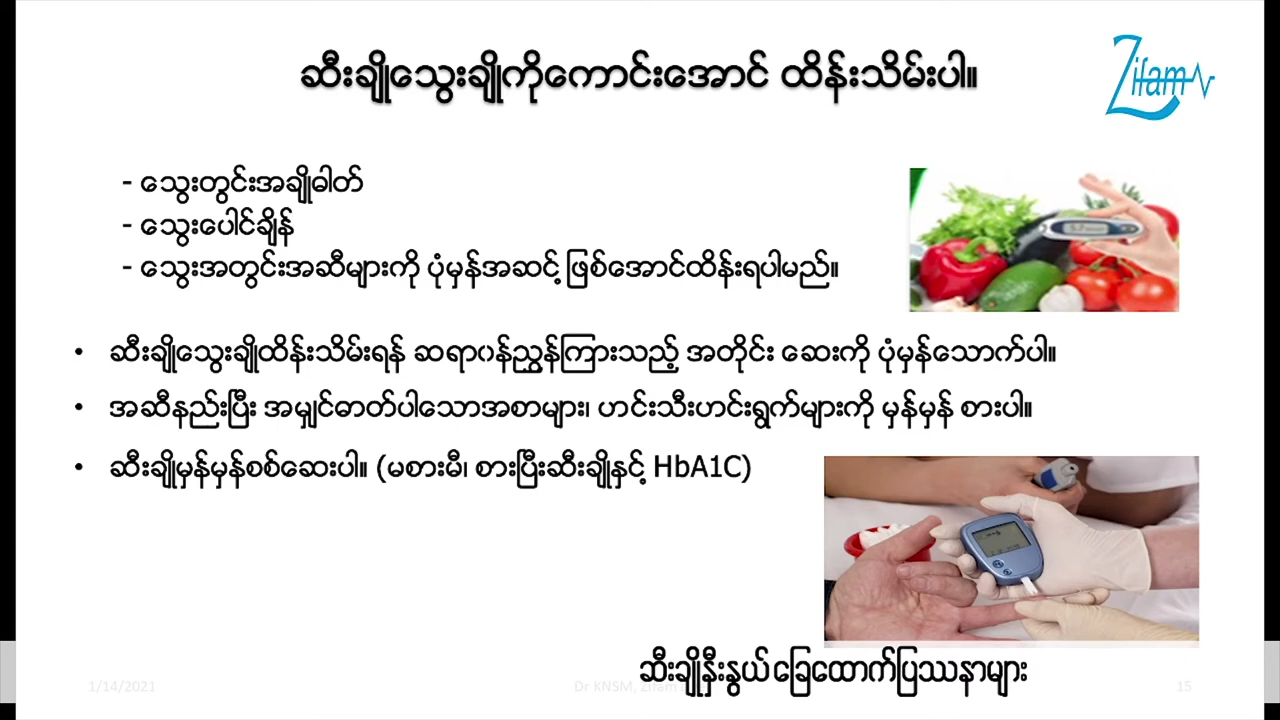 ဆီးချိုသွေးချိုကိုကောင်းအောင် ထိန်းသိမ်းပါ။
Zifam
- သွေးတွင်းအချိုဓါတ်
- သွေးပေါင်ချိန်
- သွေးအတွင်းအဆီများကို ပုံမှန်အဆင့် ဖြစ်အောင်ထိန်းရပါမည်။
• ဆီးချိုသွေးချိုထိန်းသိမ်းရန် ဆရာ၀န်ညွှန်ကြားသည့် အတိုင်း ဆေးကို ပုံမှန်သောက်ပါ။
• အဆီနည်းပြီး အမျှင်ဓာတ်ပါသောအစာများ၊ ဟင်းသီးဟင်းရွက်များကို မှန်မှန် စားပါ။
• ဆီးချိုမှန်မှန်စစ်ဆေးပါ။ (မစားမီ၊ စားပြီးဆီးချိုနှင့် HbA1C)
ဆီးချိုနှီးနွယ် ခြေထောက်ပြဿနာများ
1/14/2021
Dr KNSM, Zifam
15